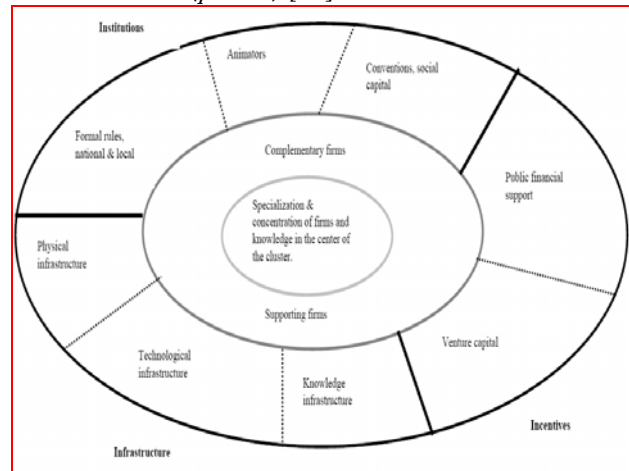 Institutions
Animators
Conventions, social
capital
Formal rules,
national & local
Complementary firms
Public financial
support
Specialization &
concentration of firms and
knowledge in the center of
the cluster.
Physical
infrastructure
Supporting firms
Venture capital
Technological
infrastructure
Knowledge
infrastructure
Incentives
Infrastructure